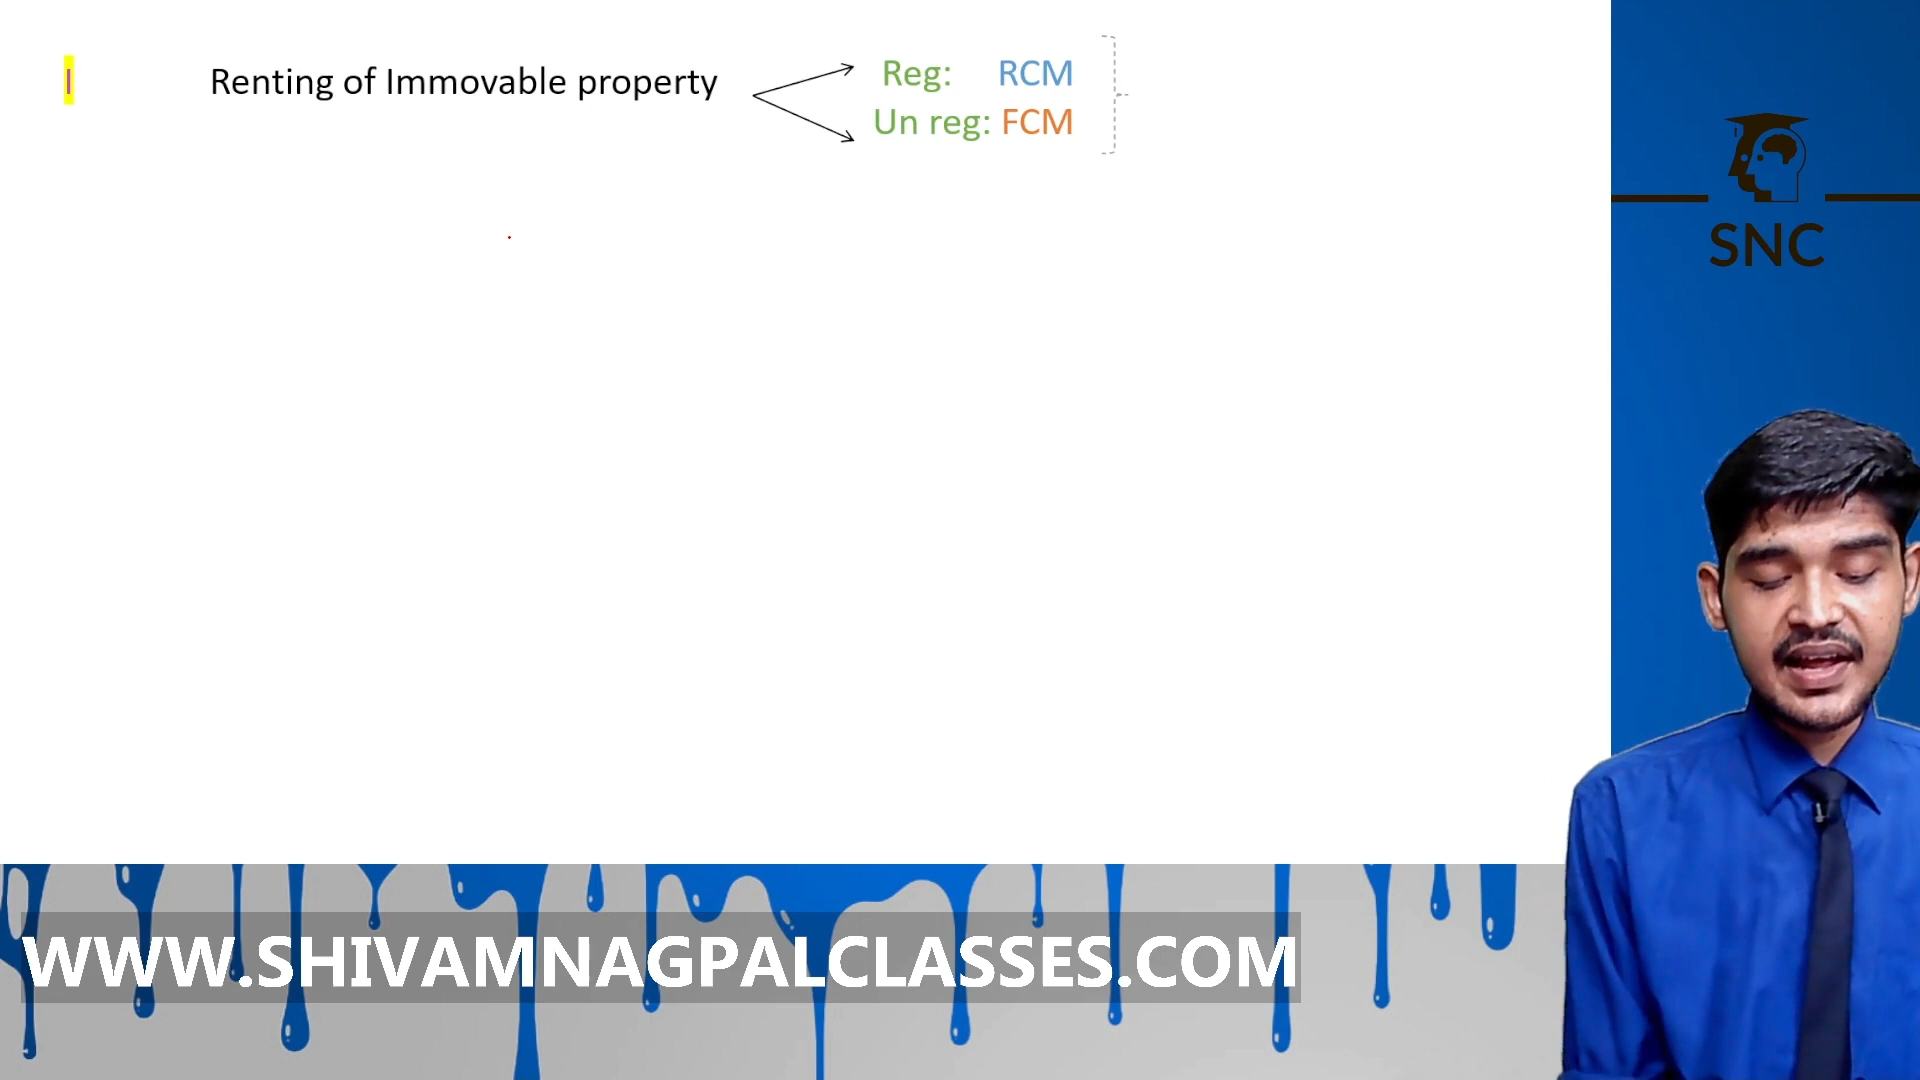 I Renting of Immovable property
Reg: RCM
Un reg: FCM
SNC
WWW.SHIVAMNAGPALCLASSES.COM